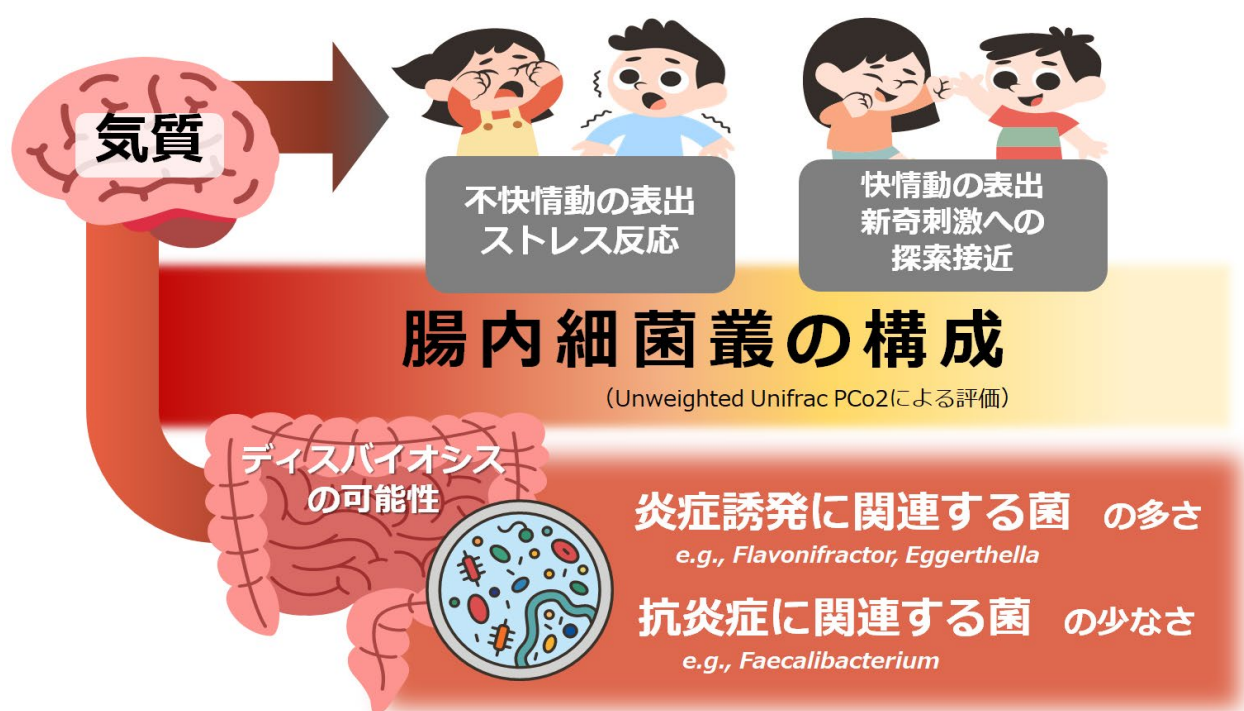 気質
不快情動の表出
ストレス反応
快情動の表出
新奇刺激への
探索接近
腸内細菌叢の構成
（Unweighted Unifrac PCo2による評価）
ディスバイオシス
の可能性
炎症誘発に関連する菌 の多さ
e.g., Flavonifractor, Eggerthella
抗炎症に関連する菌 の少なさ
e.g., Faecalibacterium